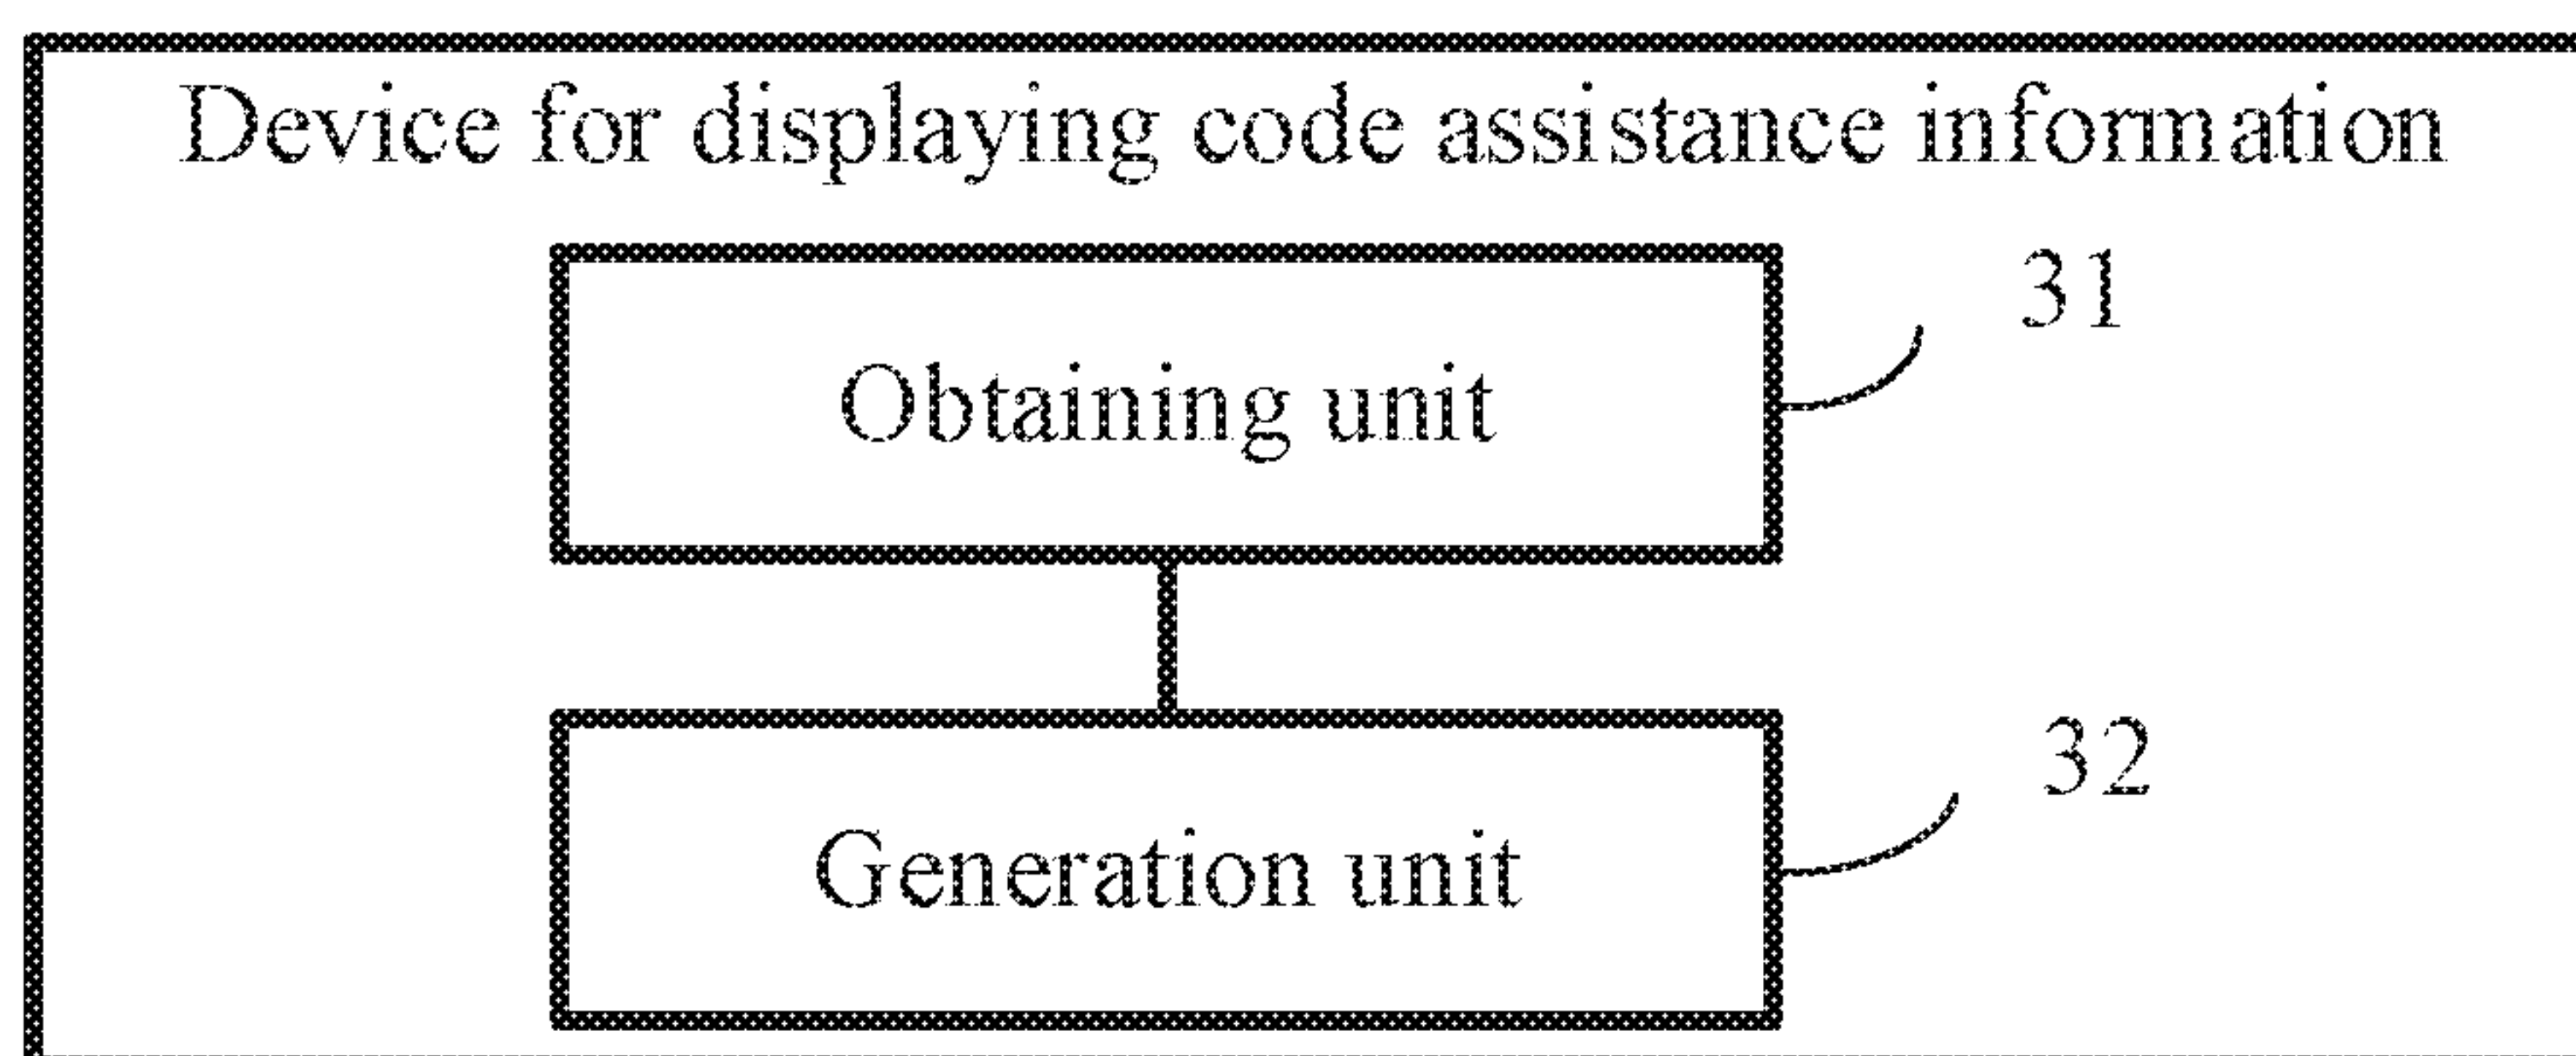 Device for displaying code assistance information
31
Obtaining unit
32
Generation unit